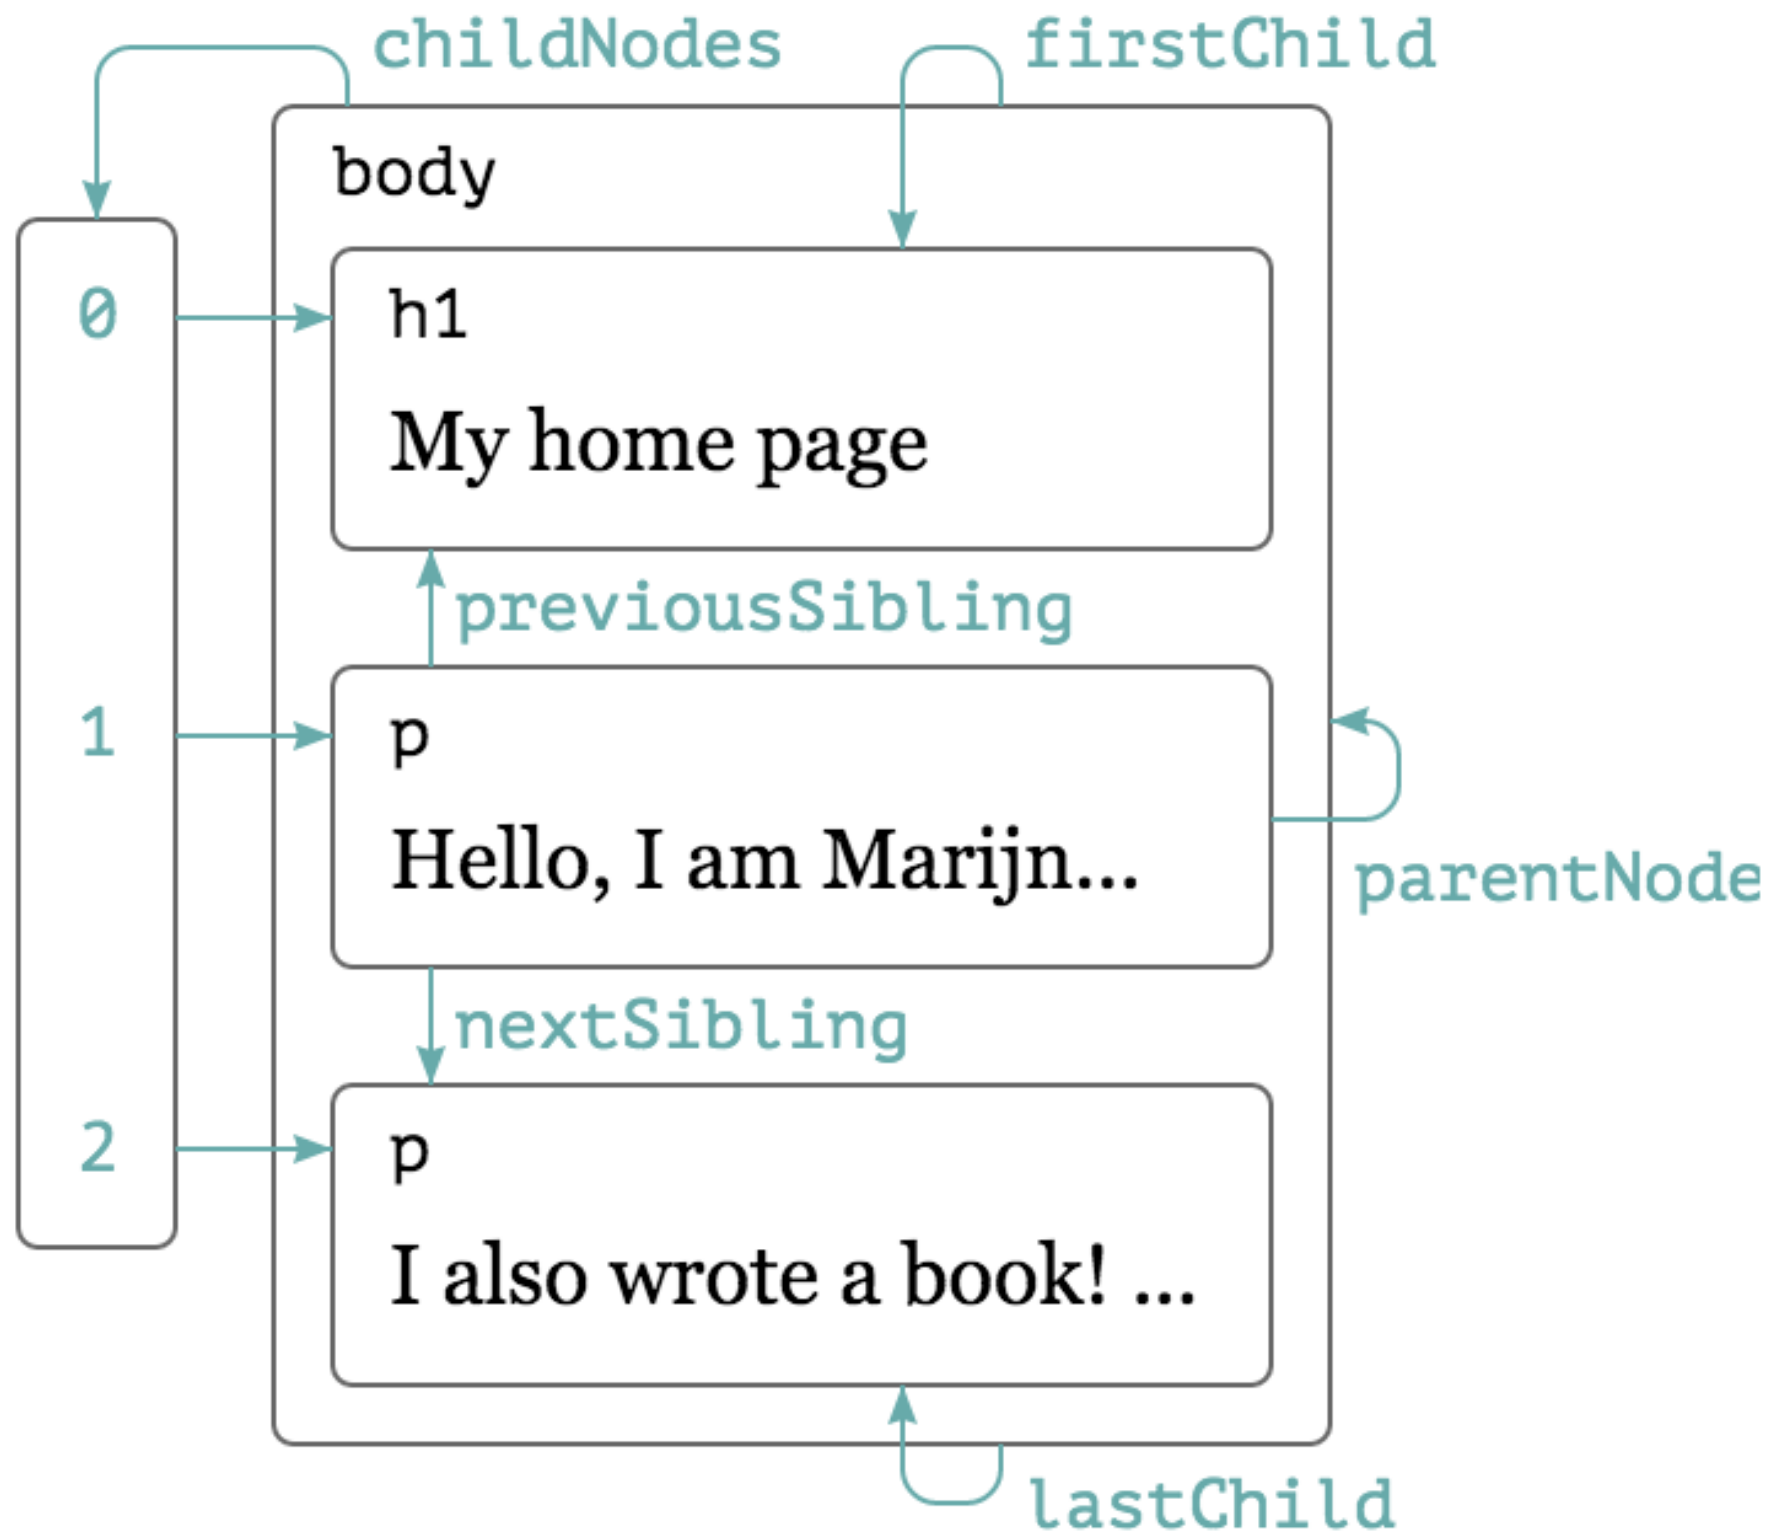 childNodes
firstChild
body
0
h1
My home page
previousSibling
1
p
Hello, I am Marijn...
parentNode
nextSibling
2
p
I also wrote a book! ...
lastChild